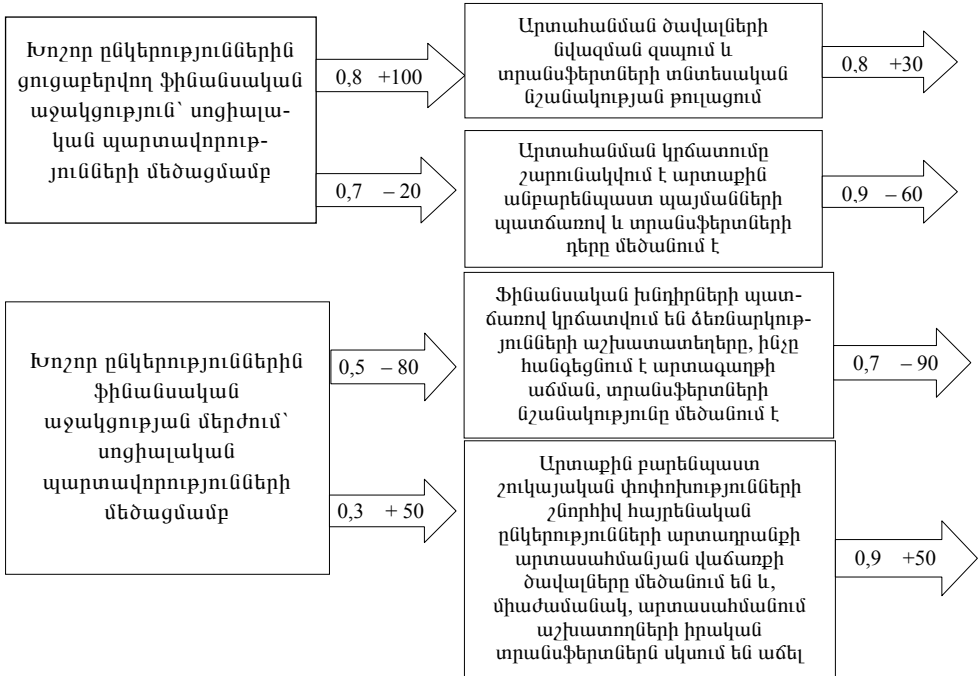 Խոշոր ընկերություններին
ցուցաբերվող ֆինանսական
աջակցություն՝ սոցիալա-
կան պարտավորութ-
յունների մեծացմամբ
0,8 +100
0,7 – 20
Արտահանման ծավալների
նվազման զսպում և
տրանսֆերտների տնտեսական
նշանակության թուլացում
0,8 +30
Արտահանման կրճատումը
շարունակվում է արտաքին
անբարենպաստ պայմանների
պատճառով և տրանսֆերտների
դերը մեծանում է
0,9 – 60
Խոշոր ընկերություններին
ֆինանսական
աջակցության մերժում՝
սոցիալական
պարտավորությունների
մեծացմամբ
0,5 – 80
0,3 + 50
Ֆինանսական խնդիրների պատ-
ճառով կրճատվում են ձեռնարկութ-
յունների աշխատատեղերը, ինչը
հանգեցնում է արտագաղթի
աճման, տրանսֆերտների
նշանակությունը մեծանում է
0,7 – 90
Արտաքին բարենպաստ
շուկայական փոփոխությունների
շնորհիվ հայրենական
ընկերությունների արտադրանքի
արտասահմանյան վաճառքի
ծավալները մեծանում են և,
միաժամանակ, արտասահմանում
աշխատողների իրական
տրանսֆերտներն սկսում են աճել
0,9 +50